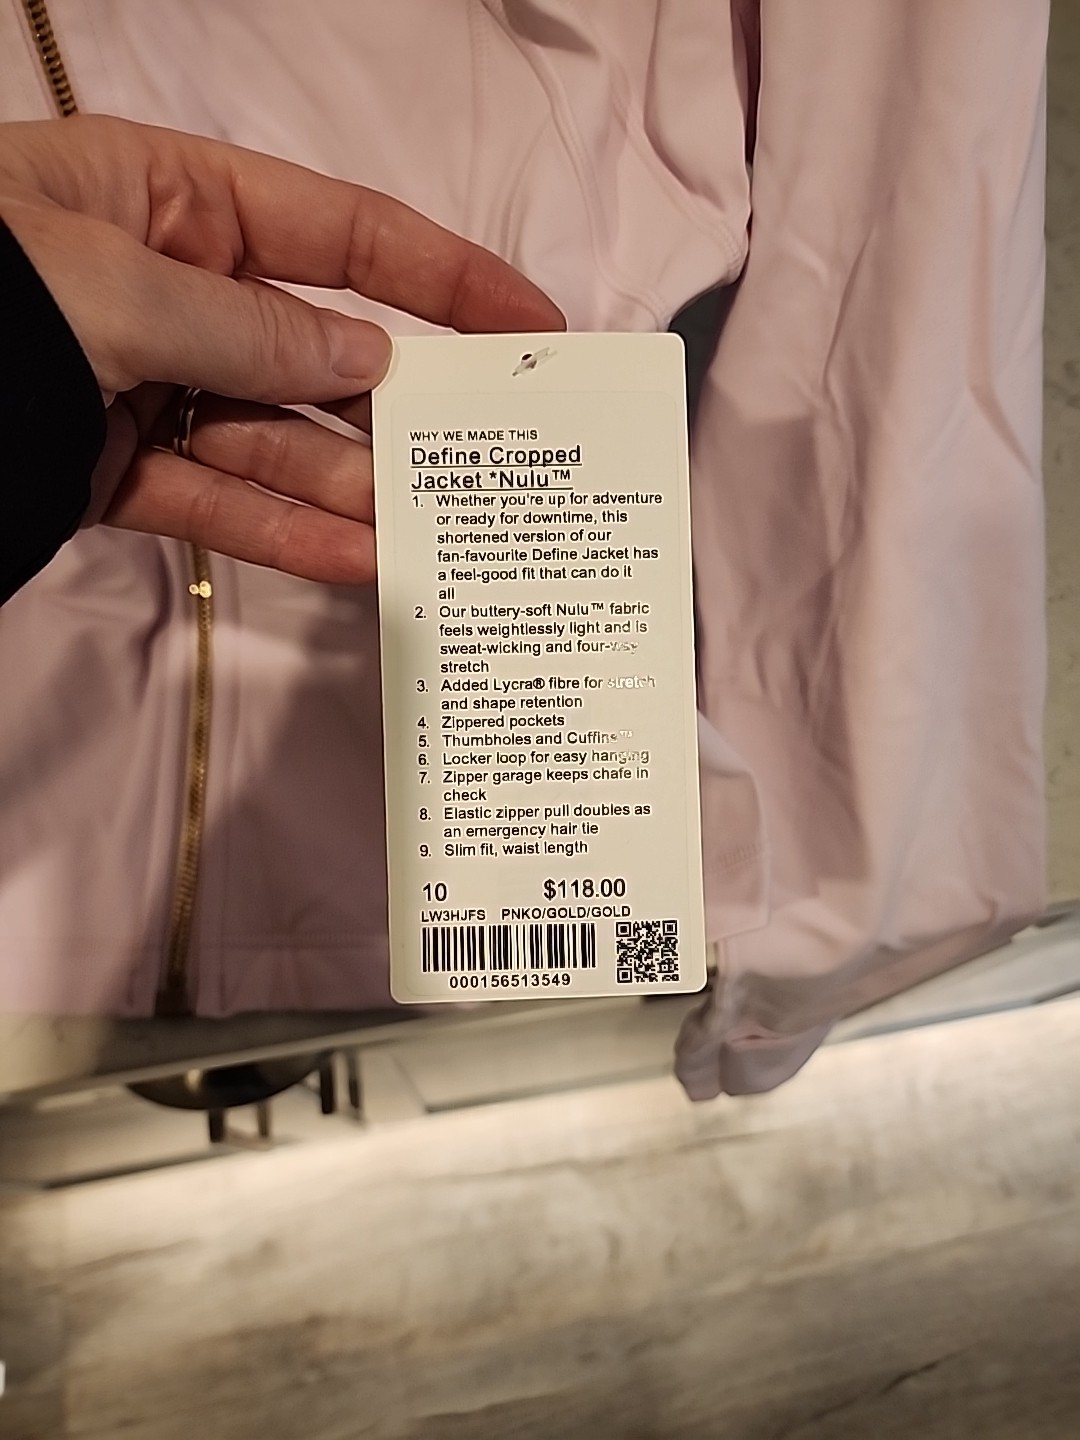 WHY WE MADE THIS
Define Cropped
Jacket *Nulu™
1. Whether you're up for adventure
or ready for downtime, this
shortened version of our
fan-favourite Define Jacket has
a feel-good fit that can do it
all
2. Our buttery-soft Nulu™ fabric
feels weightlessly light and is
sweat-wicking and four-way
stretch
3. Added Lycra® fibre for stretch
and shape retention
4. Zippered pockets
5. Thumbholes and Cuffins™
6. Locker loop for easy hanging
7. Zipper garage keeps chafe in
check
8. Elastic zipper pull doubles as
an emergency hair tie
9. Slim fit, waist length
10 $118.00
LW3HJFS PNKO/GOLD/GOLD
000156513549